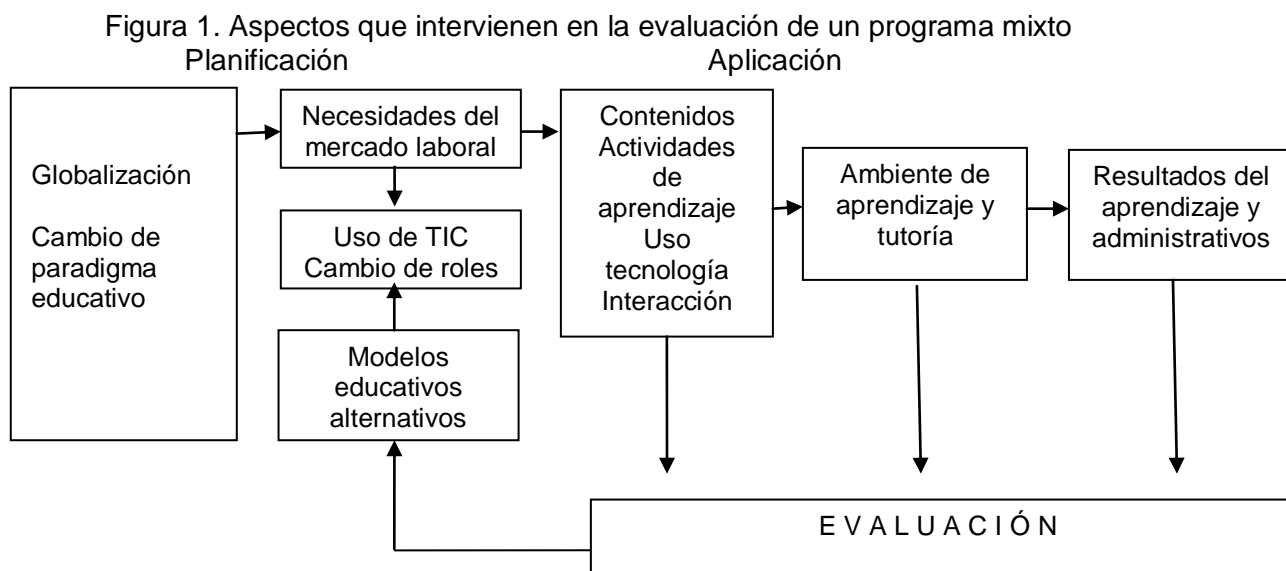 Figura 1. Aspectos que intervienen en la evaluación de un programa mixto
Planificación
Aplicación
Globalización
Cambio de
paradigma
educativo
Necesidades del
mercado laboral
Uso de TIC
Cambio de roles
Modelos
educativos
alternativos
Contenidos
Actividades
de
aprendizaje
Uso
tecnología
Interacción
Ambiente de
aprendizaje y
tutoría
Resultados del
aprendizaje y
administrativos
E V A L U A C I Ó N